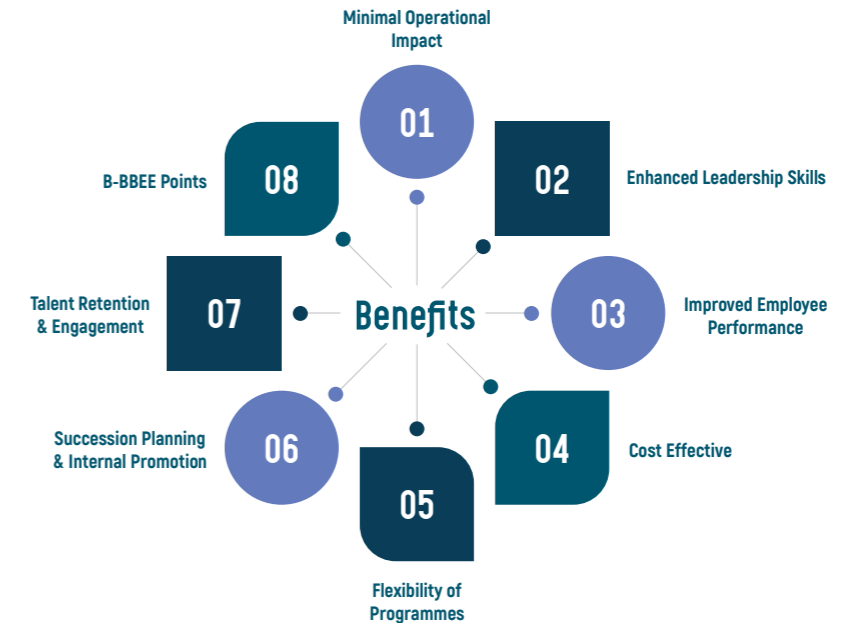 Minimal Operational
Impact
01
02
Enhanced Leadership Skills
03
Improved Employee
Performance
04
Cost Effective
05
Flexibility of
Programmes
06
Succession Planning
& Internal Promotion
07
Talent Retention
& Engagement
08
B-BBEE Points
Benefits